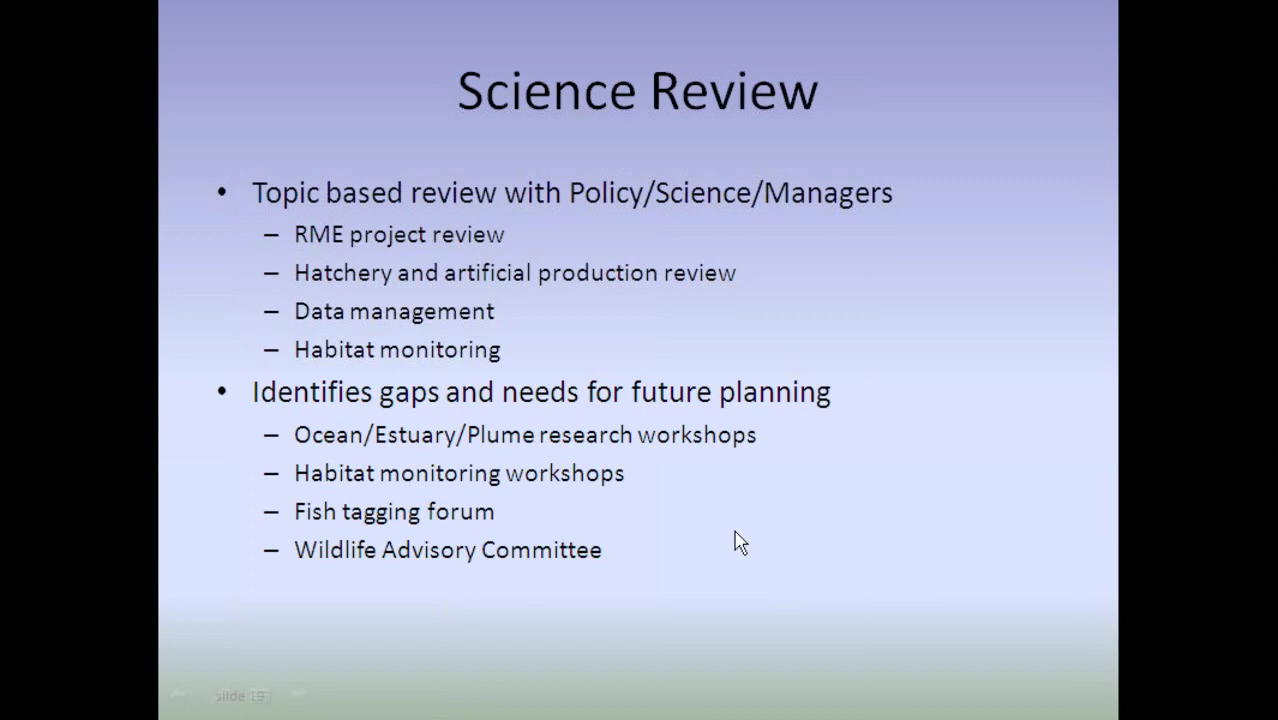 Science Review
• Topic based review with Policy/Science/Managers
– RME project review
– Hatchery and artificial production review
– Data management
– Habitat monitoring
• Identifies gaps and needs for future planning
– Ocean/Estuary/Plume research workshops
– Habitat monitoring workshops
– Fish tagging forum
– Wildlife Advisory Committee
slide 19